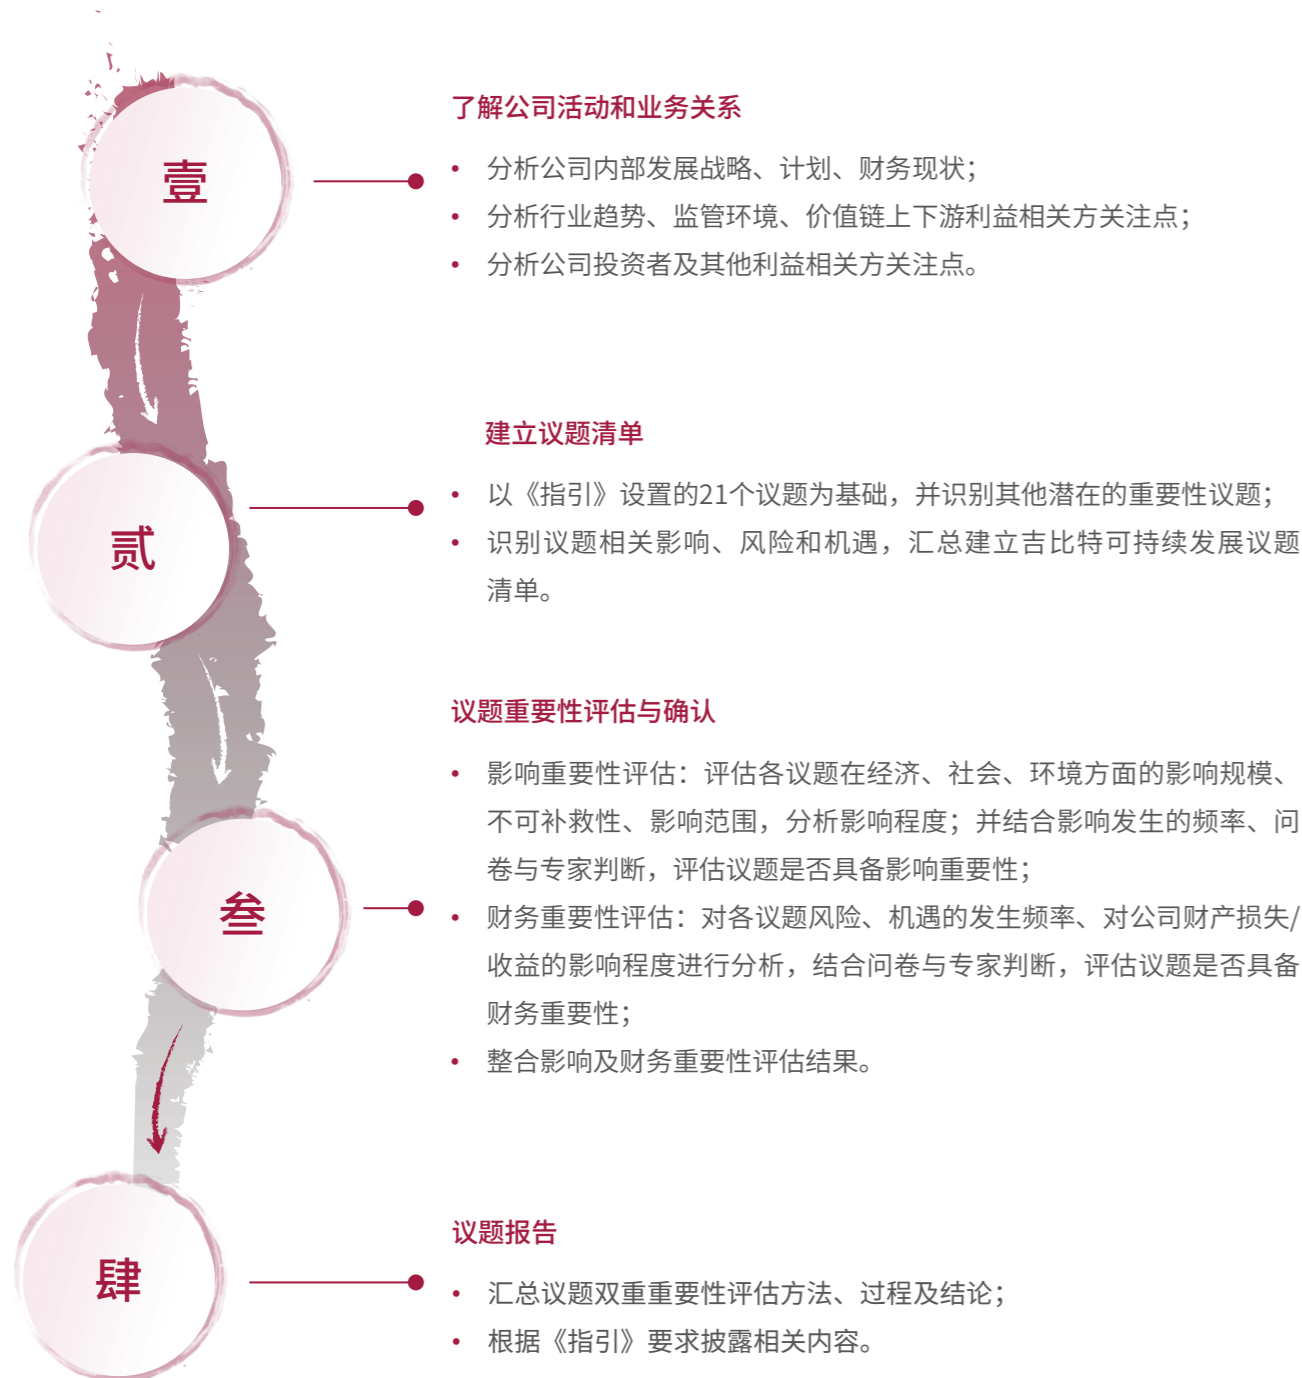 壹
了解公司活动和业务关系
• 分析公司内部发展战略、计划、财务现状；
• 分析行业趋势、监管环境、价值链上下游利益相关方关注点；
• 分析公司投资者及其他利益相关方关注点。
贰
建立议题清单
• 以《指引》设置的21个议题为基础，并识别其他潜在的重要性议题；
• 识别议题相关影响、风险和机遇，汇总建立吉比特可持续发展议题
清单。
叁
议题重要性评估与确认
• 影响重要性评估：评估各议题在经济、社会、环境方面的影响规模、
不可补救性、影响范围，分析影响程度；并结合影响发生的频率、问
卷与专家判断，评估议题是否具备影响重要性；
• 财务重要性评估：对各议题风险、机遇的发生频率、对公司财产损失/
收益的影响程度进行分析，结合问卷与专家判断，评估议题是否具备
财务重要性；
• 整合影响及财务重要性评估结果。
肆
议题报告
• 汇总议题双重重要性评估方法、过程及结论；
• 根据《指引》要求披露相关内容。